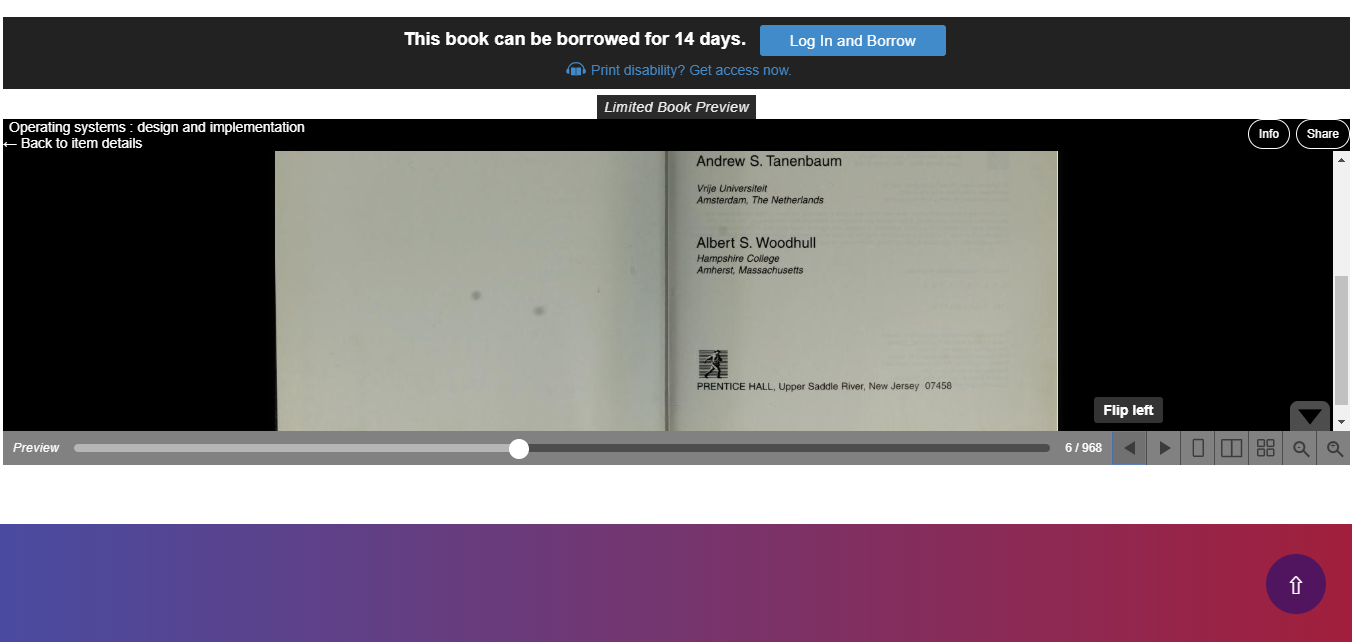 This book can be borrowed for 14 days. Log In and Borrow
Print disability? Get access now.
Limited Book Preview
Operating systems : design and implementation
Info Share
← Back to item details
Andrew S. Tanenbaum
Vrije Universiteit
Amsterdam, The Netherlands
Albert S. Woodhull
Hampshire College
Amherst, Massachusetts
PRENTICE HALL, Upper Saddle River, New Jersey 07458
Flip left
Preview 6 / 968